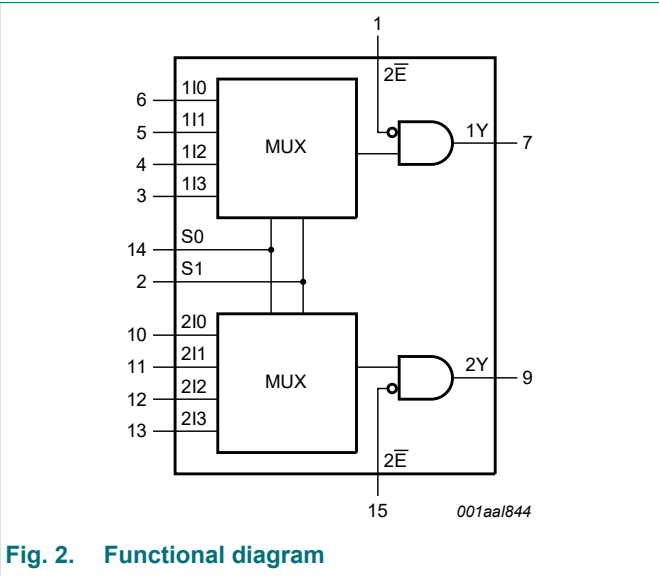 1
2E̅
6 1I0
5 1I1
4 1I2
3 1I3
MUX
1Y 7
14 S0
2 S1
10 2I0
11 2I1
12 2I2
13 2I3
MUX
2Y 9
2E̅
15
001aal844
Fig. 2. Functional diagram